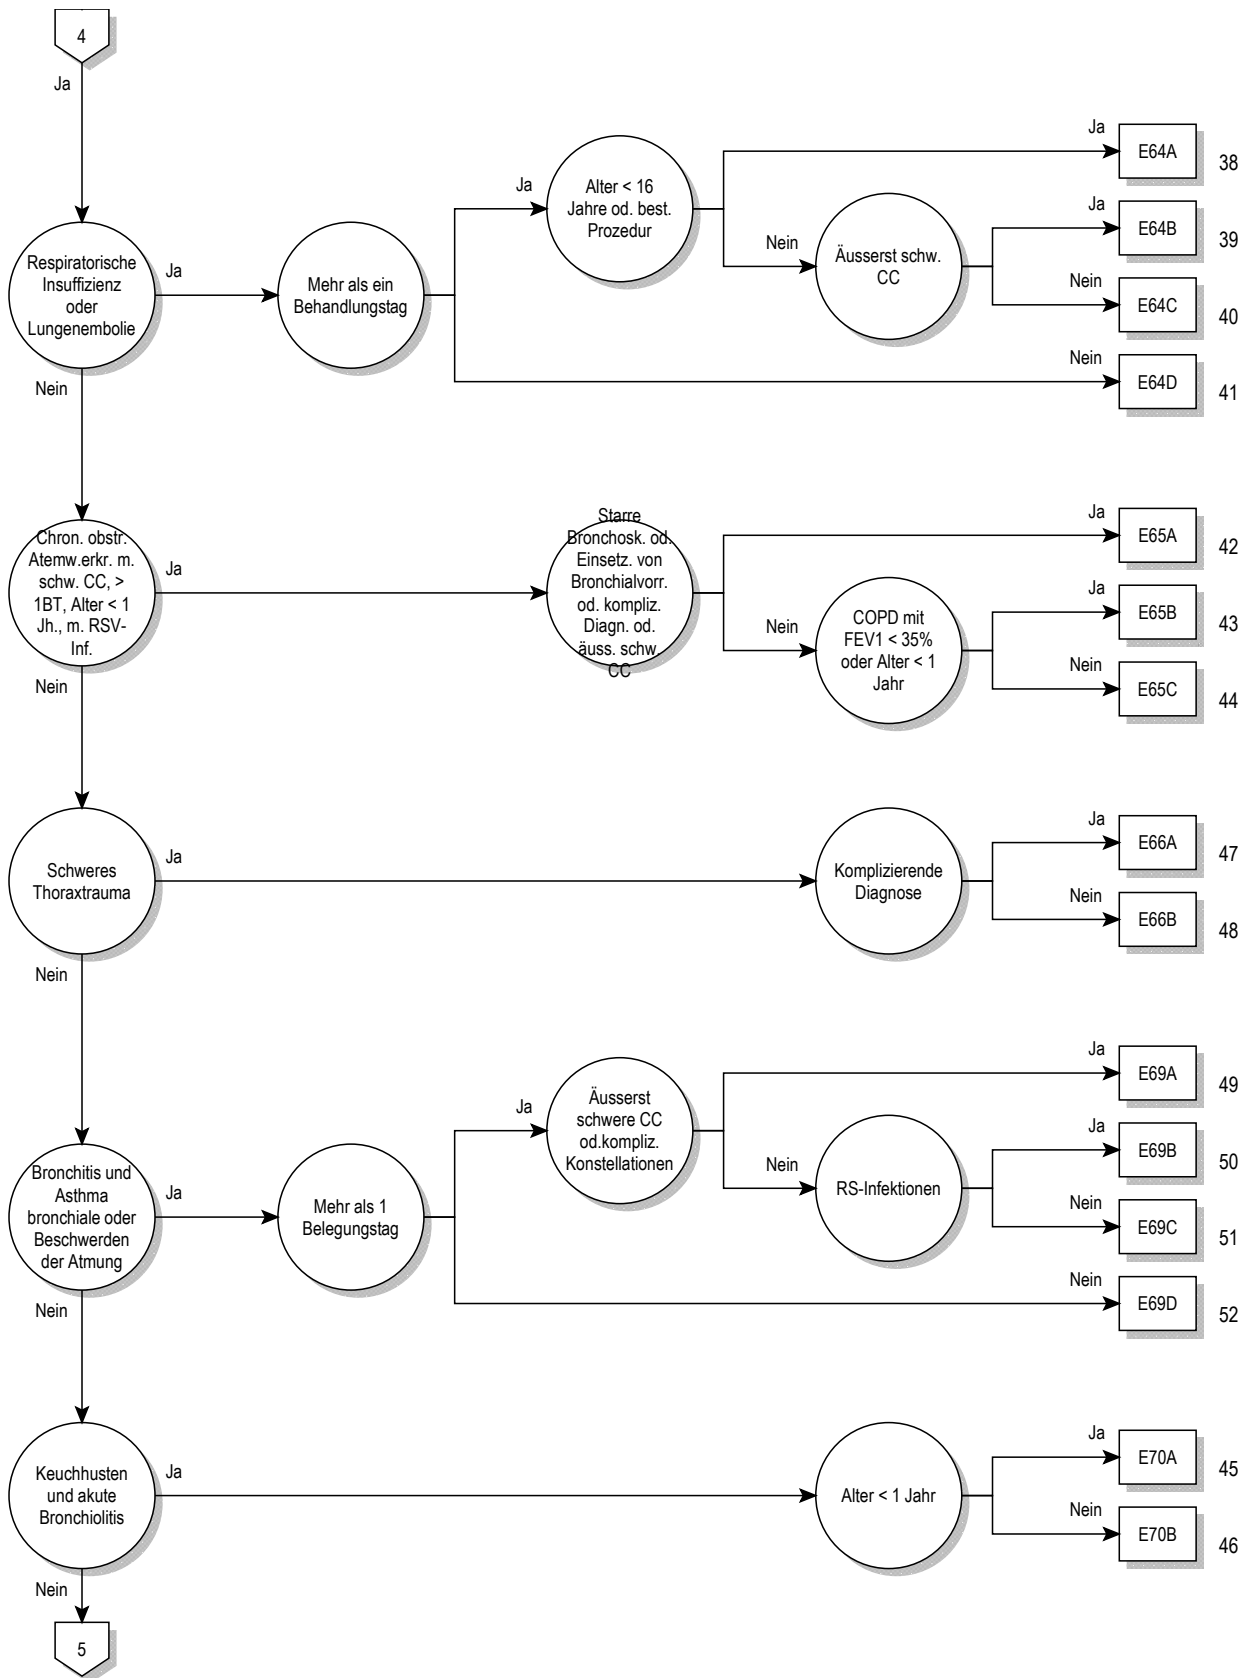 4
Ja
Respiratorische
Insuffizienz
oder
Lungenembolie
Ja
Mehr als ein
Behandlungstag
Ja
Alter < 16
Jahre od. best.
Prozedur
Ja
E64A
38
Nein
Äusserst schw.
CC
Ja
E64B
39
Nein
E64C
40
Nein
E64D
41
Nein
Chron. obstr.
Atemw.erkr. m.
schw. CC, >
1BT, Alter < 1
Jh., m. RSV-
Inf.
Ja
Starre
Bronchosk. od.
Einsetz. von
Bronchialvorr.
od. kompliz.
Diagn. od.
äuss. schw.
CC
Ja
E65A
42
Nein
COPD mit
FEV1 < 35%
oder Alter < 1
Jahr
Ja
E65B
43
Nein
E65C
44
Nein
Schweres
Thoraxtrauma
Ja
Komplizierende
Diagnose
Ja
E66A
47
Nein
E66B
48
Nein
Bronchitis und
Asthma
bronchiale oder
Beschwerden
der Atmung
Ja
Mehr als 1
Belegungstag
Ja
Äusserst
schwere CC
od.kompliz.
Konstellationen
Ja
E69A
49
Nein
RS-Infektionen
Ja
E69B
50
Nein
E69C
51
Nein
E69D
52
Nein
Keuchhusten
und akute
Bronchiolitis
Ja
Alter < 1 Jahr
Ja
E70A
45
Nein
E70B
46
Nein
5